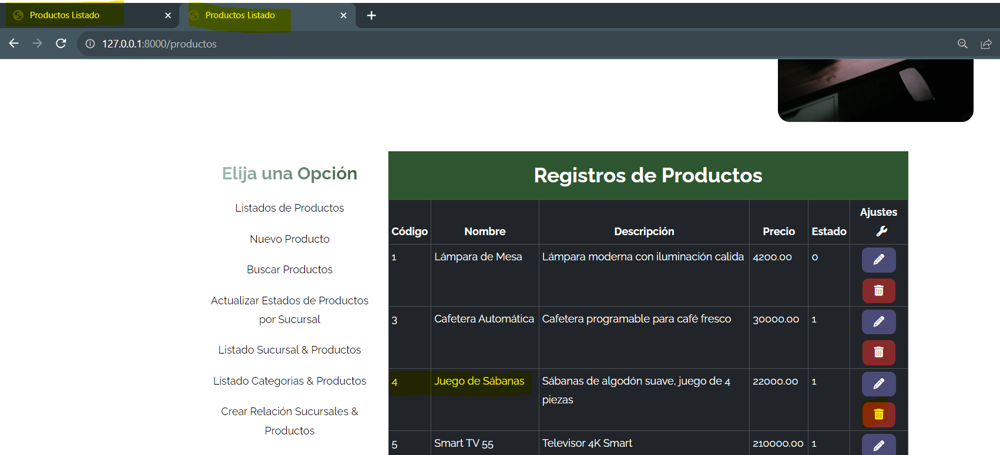 Productos Listado
Productos Listado
127.0.0.1:8000/productos
Elija una Opción
Listados de Productos
Nuevo Producto
Buscar Productos
Actualizar Estados de Productos
por Sucursal
Listado Sucursal & Productos
Listado Categorias & Productos
Crear Relación Sucursales &
Productos
Registros de Productos
Código Nombre Descripción Precio Estado Ajustes
1 Lámpara de Mesa Lámpara moderna con iluminación calida 4200.00 0
3 Cafetera Automática Cafetera programable para café fresco 30000.00 1
4 Juego de Sábanas Sábanas de algodón suave, juego de 4 22000.00 1
piezas
5 Smart TV 55 Televisor 4K Smart 210000.00 1